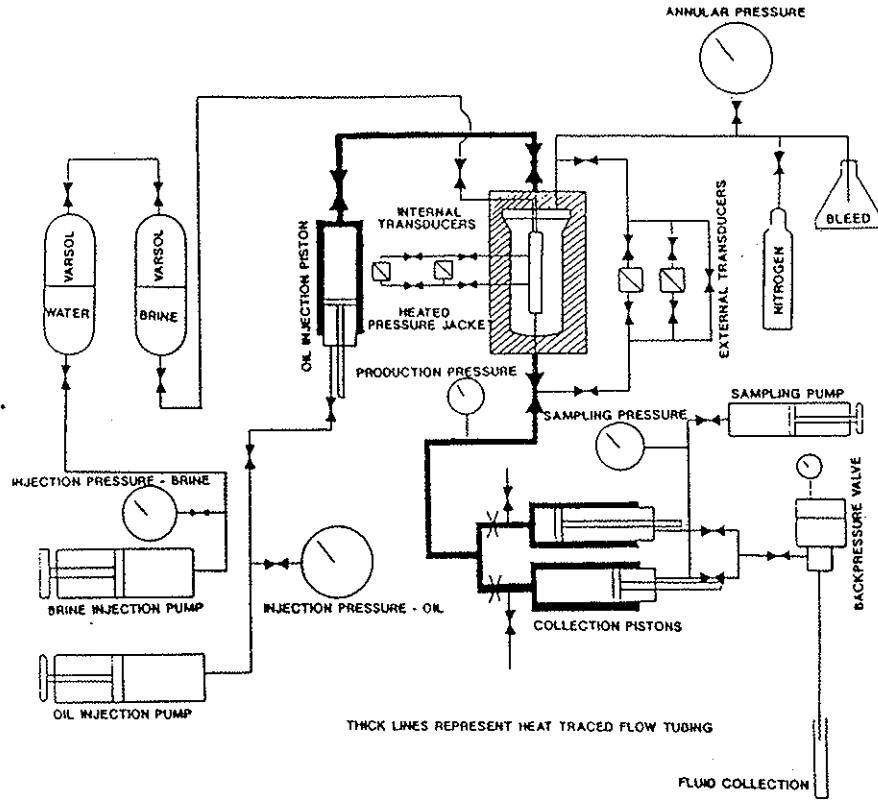 ANNULAR PRESSURE
VARSOL
WATER
VARSOL
BRINE
OIL INJECTION PISTON
INTERNAL
TRANSDUCERS
HEATED
PRESSURE JACKET
EXTERNAL TRANSDUCERS
NITROGEN
BLEED
PRODUCTION PRESSURE
SAMPLING PRESSURE
SAMPLING PUMP
INJECTION PRESSURE - BRINE
BRINE INJECTION PUMP
INJECTION PRESSURE - OIL
COLLECTION PISTONS
BACKPRESSURE VALVE
OIL INJECTION PUMP
THICK LINES REPRESENT HEAT TRACED FLOW TUBING
FLUID COLLECTION